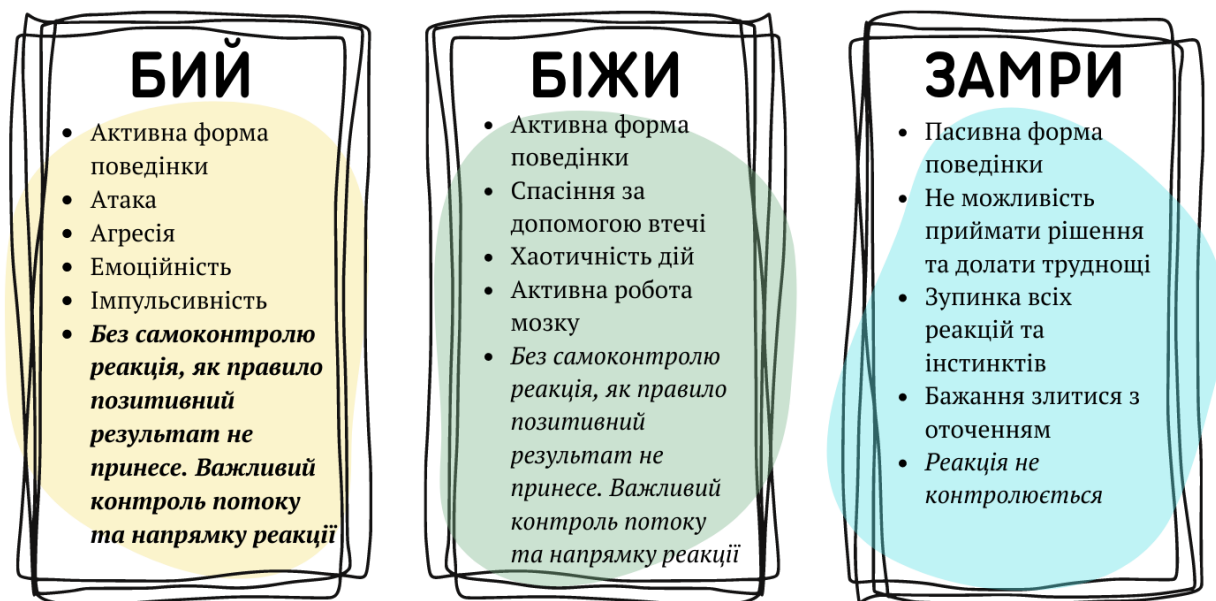 БИЙ
• Активна форма
поведінки
• Атака
• Агресія
• Емоційність
• Імпульсивність
• Без самоконтролю
реакція, як правило
позитивний
результат не
принесе. Важливий
контроль потоку
та напрямку реакції
БІЖИ
• Активна форма
поведінки
• Спасіння за
допомогою втечі
• Хаотичність дій
• Активна робота
мозку
• Без самоконтролю
реакція, як правило
позитивний
результат не
принесе. Важливий
контроль потоку
та напрямку реакції
ЗАМРИ
• Пасивна форма
поведінки
• Не можливість
приймати рішення
та долати труднощі
• Зупинка всіх
реакцій та
інстинктів
• Бажання злитися з
оточенням
• Реакція не
контролюється